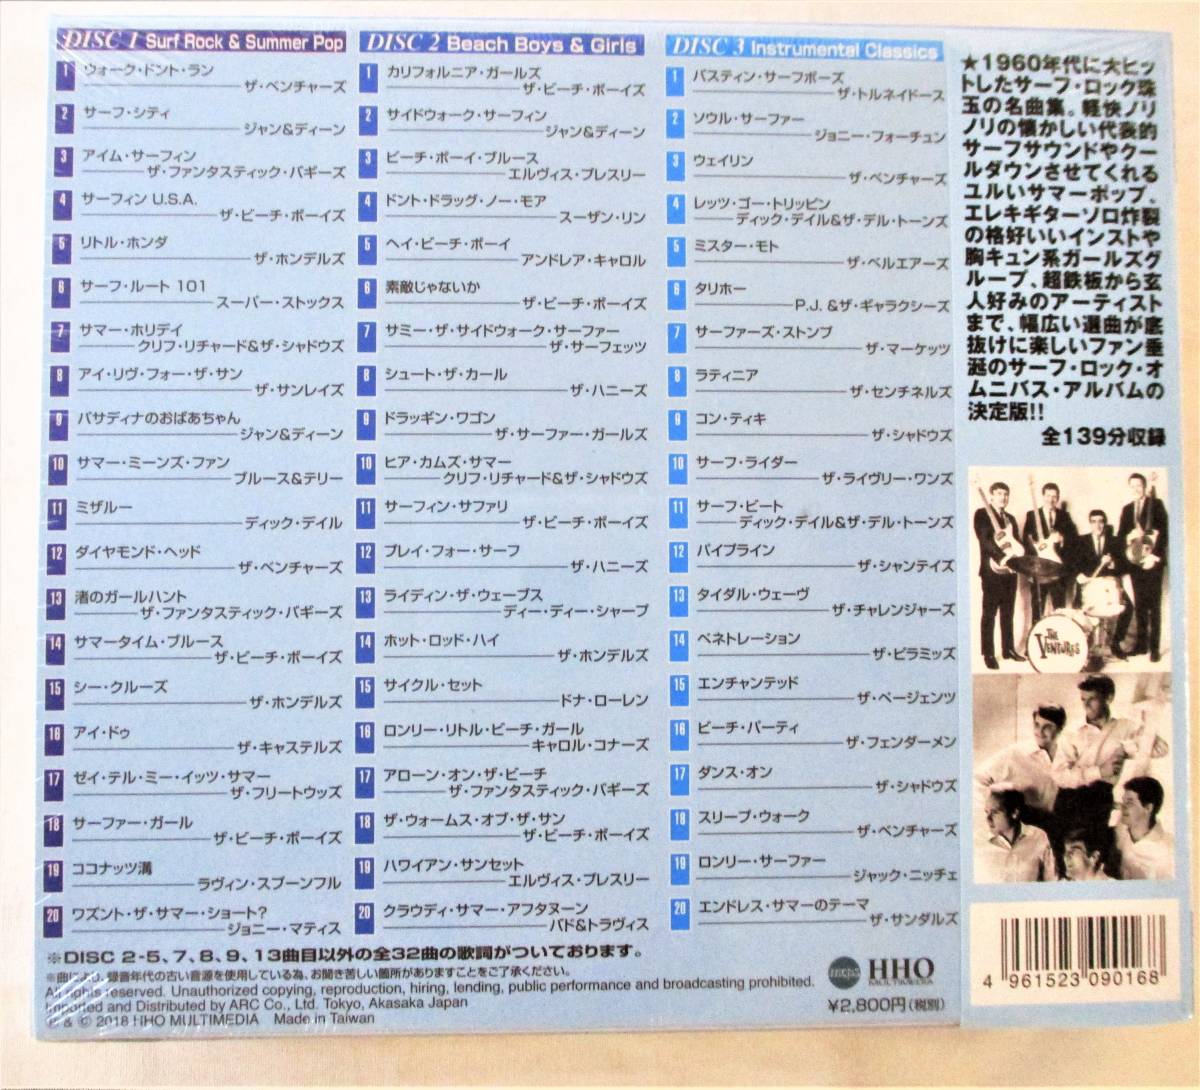 DISC 1 Surf Rock & Summer Pop
1 ウォーク・ドント・ラン
ザ・ベンチャーズ
2 サーフ・シティ
ジャン&ディーン
3 アイム・サーフィン
ザ・ファンタスティック・バギーズ
4 サーフィン U.S.A.
ザ・ビーチ・ボーイズ
5 リトル・ホンダ
ザ・ホンデルズ
6 サーフ・ルート 101
スーパー・ストックス
7 サマー・ホリデイ
クリフ・リチャード&ザ・シャドウズ
8 アイ・リヴ・フォー・ザ・サン
ザ・サンレイズ
9 パサディナのおばあちゃん
ジャン&ディーン
10 サマー・ミーンズ・ファン
ブルース&テリー
11 ミザルー
ディック・デイル
12 ダイヤモンド・ヘッド
ザ・ベンチャーズ
13 渚のガールハント
ザ・ファンタスティック・バギーズ
14 サマータイム・ブルース
ザ・ビーチ・ボーイズ
15 シー・クルーズ
ザ・ホンデルズ
16 アイ・ドゥ
ザ・キャステルズ
17 ゼイ・テル・ミー・イッツ・サマー
ザ・フリートウッズ
18 サーファー・ガール
ザ・ビーチ・ボーイズ
19 ココナッツ溝
ラヴィン・スプーンフル
20 ワズント・ザ・サマー・ショート?
ジョニー・マティス
DISC 2 Beach Boys & Girls
1 カリフォルニア・ガールズ
ザ・ビーチ・ボーイズ
2 サイドウォーク・サーフィン
ジャン&ディーン
3 ビーチ・ボーイ・ブルース
エルヴィス・プレスリー
4 ドント・ドラッグ・ノー・モア
スーザン・リン
5 ヘイ・ビーチ・ボーイ
アンドレア・キャロル
6 素敵じゃないか
ザ・ビーチ・ボーイズ
7 サミー・ザ・サイドウォーク・サーファー
ザ・サーフェッツ
8 シュート・ザ・カール
ザ・ハニーズ
9 ドラッギン・ワゴン
ザ・サーファー・ガールズ
10 ヒア・カムズ・サマー
クリフ・リチャード&ザ・シャドウズ
11 サーフィン・サファリ
ザ・ビーチ・ボーイズ
12 プレイ・フォー・サーフ
ザ・ハニーズ
13 ライディン・ザ・ウェーブス
ディー・ディー・シャープ
14 ホット・ロッド・ハイ
ザ・ホンデルズ
15 サイクル・セット
ドナ・ローレン
16 ロンリー・リトル・ビーチ・ガール
キャロル・コナーズ
17 アローン・オン・ザ・ビーチ
ザ・ファンタスティック・バギーズ
18 ザ・ウォームス・オブ・ザ・サン
ザ・ビーチ・ボーイズ
19 ハワイアン・サンセット
エルヴィス・プレスリー
20 クラウディ・サマー・アフタヌーン
バド&トラヴィス
DISC 3 Instrumental Classics
1 バスティン・サーフボーズ
ザ・トルネイドース
2 ソウル・サーファー
ジョニー・フォーチュン
3 ウェイリン
ザ・ベンチャーズ
4 レッツ・ゴー・トリッピン
ディック・デイル&ザ・デル・トーンズ
5 ミスター・モト
ザ・ベルエアーズ
6 タリホー
P.J. &ザ・ギャラクシーズ
7 サーファーズ・ストンプ
ザ・マーケッツ
8 ラティニア
ザ・センチネルズ
9 コン・ティキ
ザ・シャドウズ
10 サーフ・ライダー
ザ・ライヴリー・ワンズ
11 サーフ・ビート
ディック・デイル&ザ・デル・トーンズ
12 パイプライン
ザ・シャンテイズ
13 タイダル・ウェーヴ
ザ・チャレンジャーズ
14 ペネトレーション
ザ・ピラミッズ
15 エンチャンテッド
ザ・ページェンツ
16 ビーチ・パーティ
ザ・フェンダーメン
17 ダンス・オン
ザ・シャドウズ
18 スリープ・ウォーク
ザ・ベンチャーズ
19 ロンリー・サーファー
ジャック・ニッチェ
20 エンドレス・サマーのテーマ
ザ・サンダルズ
★1960年代に大ヒッ
トしたサーフ・ロック珠
玉の名曲集。軽快ノリ
ノリの懐かしい代表的
サーフサウンドやクー
ルダウンさせてくれる
ユルいサマーポップ。
エレキギターソロ炸裂
の格好いいインストや
胸キュン系ガールズグ
ループ、超鉄板から玄
人好みのアーティスト
まで、幅広い選曲が底
抜けに楽しいファン垂
涎のサーフ・ロック・オ
ムニバス・アルバムの
決定版!!
全139分収録
THE VENTURES
※DISC 2-5、7、8、9、13曲目以外の全32曲の歌詞がついております。
※曲により、録音年代の古い音源を使用している為、お聞き苦しい箇所がありますことをご了承ください。
All rights reserved. Unauthorized copying, reproduction, hiring, lending, public performance and broadcasting prohibited.
Imported and Distributed by ARC Co., Ltd. Tokyo, Akasaka Japan
℗ & © 2018 HHO MULTIMEDIA Made in Taiwan
mcps
HHO
MULTIMEDIA
¥2,800円(税別)
4 961523 090168